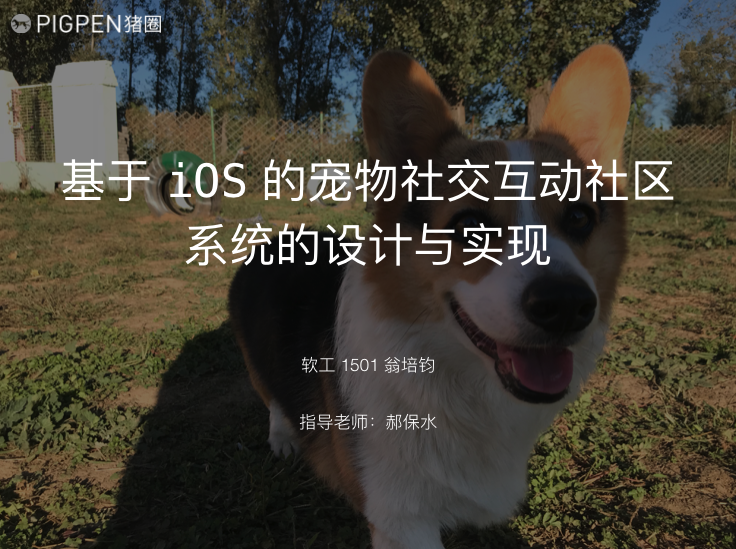 PIGPEN猪圈
基于 iOS 的宠物社交互动社区
系统的设计与实现
软工 1501 翁培钧
指导老师：郝保水